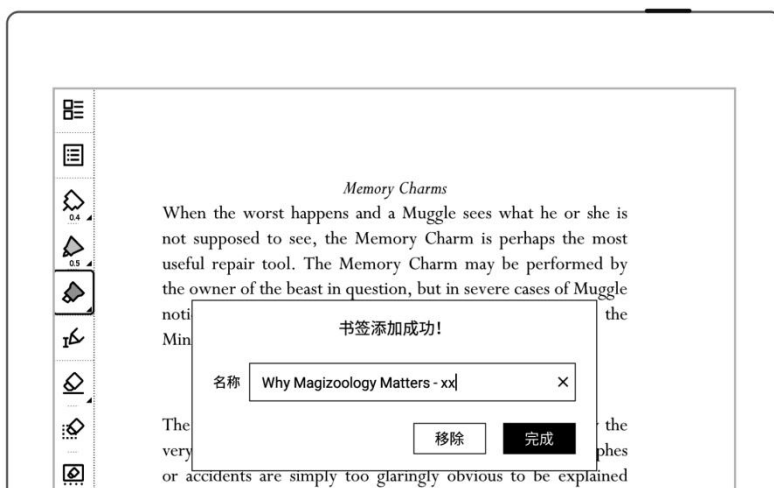 Memory Charms
When the worst happens and a Muggle sees what he or she is
not supposed to see, the Memory Charm is perhaps the most
0.4
useful repair tool. The Memory Charm may be performed by
0.5
the owner of the beast in question, but in severe cases of Muggle
noti the
书签添加成功!
Min
名称 Why Magizoology Matters - xx
The the
移除 完成
very phes
or accidents are simply too glaringly obvious to be explained